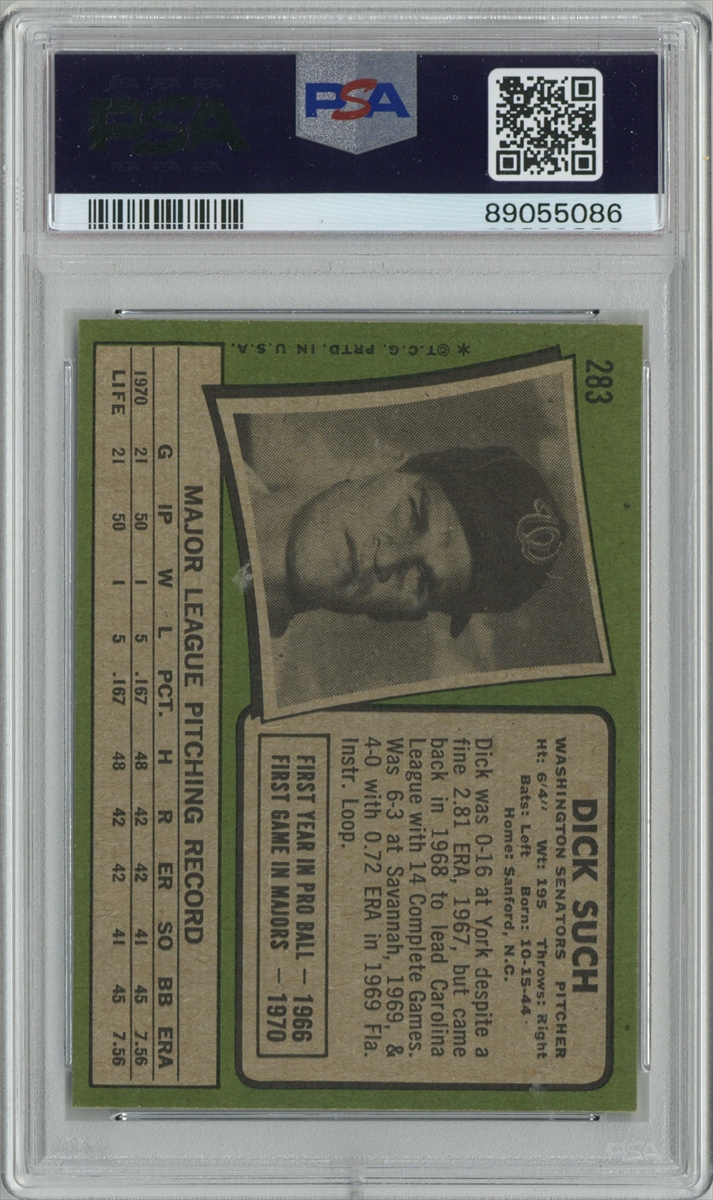 PSA
PSA PSA PSA
PSA
89055086
283
*©T.C.G. PRTD. IN U.S.A.
DICK SUCH
WASHINGTON SENATORS PITCHER
Ht: 6'4" Wt: 195 Throws: Right
Bats: Left Born: 10-15-44
Home: Sanford, N.C.
Dick was 0-16 at York despite a
fine 2.81 ERA, 1967, but came
back in 1968 to lead Carolina
League with 14 Complete Games.
Was 6-3 at Savannah, 1969, &
4-0 with 0.72 ERA in 1969 Fla.
Instr. Loop.
FIRST YEAR IN PRO BALL — 1966
FIRST GAME IN MAJORS — 1970
MAJOR LEAGUE PITCHING RECORD
G IP W L PCT. H R ER SO BB ERA
1970 21 50 1 5 .167 48 42 42 41 45 7.56
LIFE 21 50 1 5 .167 48 42 42 41 45 7.56
PSA